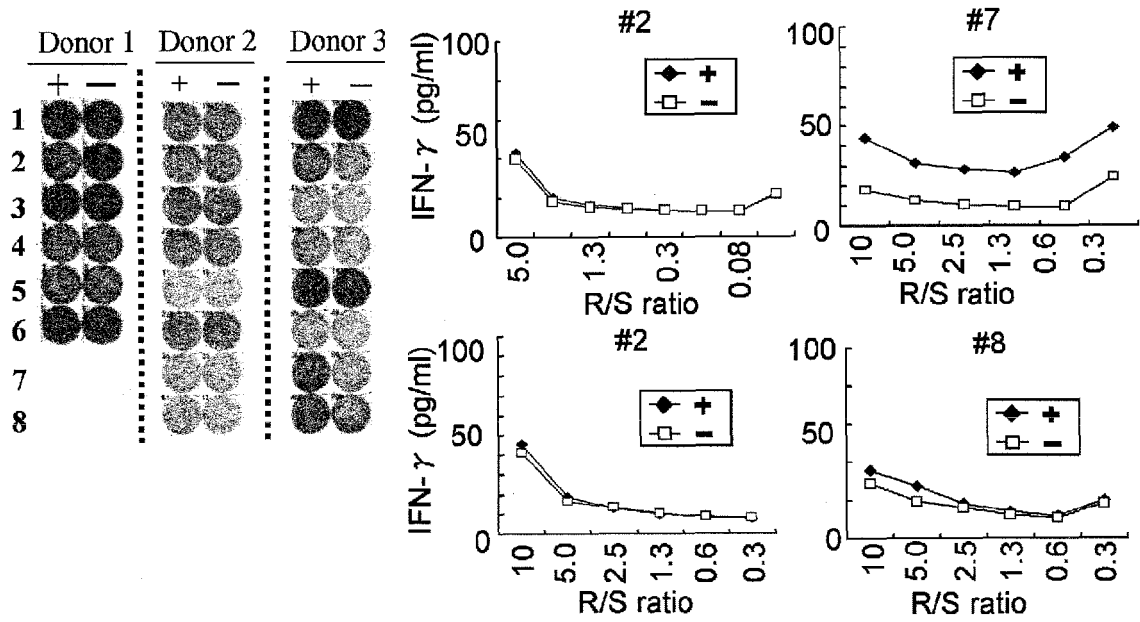 Donor 1 Donor 2 Donor 3
+ − + − + −
1
2
3
4
5
6
7
8
#2
100
50
0
IFN-γ (pg/ml)
+
−
5.0 1.3 0.3 0.08
R/S ratio
#7
100
50
0
+
−
10 5.0 2.5 1.3 0.6 0.3
R/S ratio
#2
100
50
0
IFN-γ (pg/ml)
+
−
10 5.0 2.5 1.3 0.6 0.3
R/S ratio
#8
100
50
0
+
−
10 5.0 2.5 1.3 0.6 0.3
R/S ratio